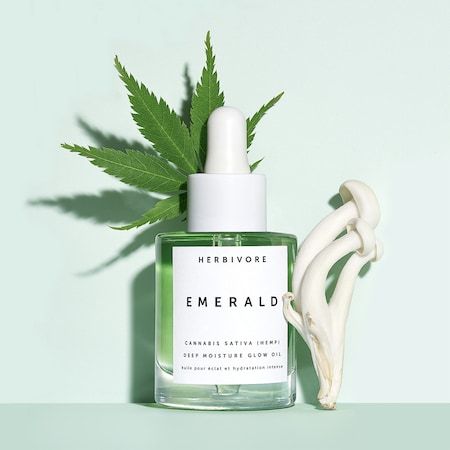 HERBIVORE
EMERALD
CANNABIS SATIVA (HEMP)
DEEP MOISTURE GLOW OIL
huile pour éclat et hydratation intense